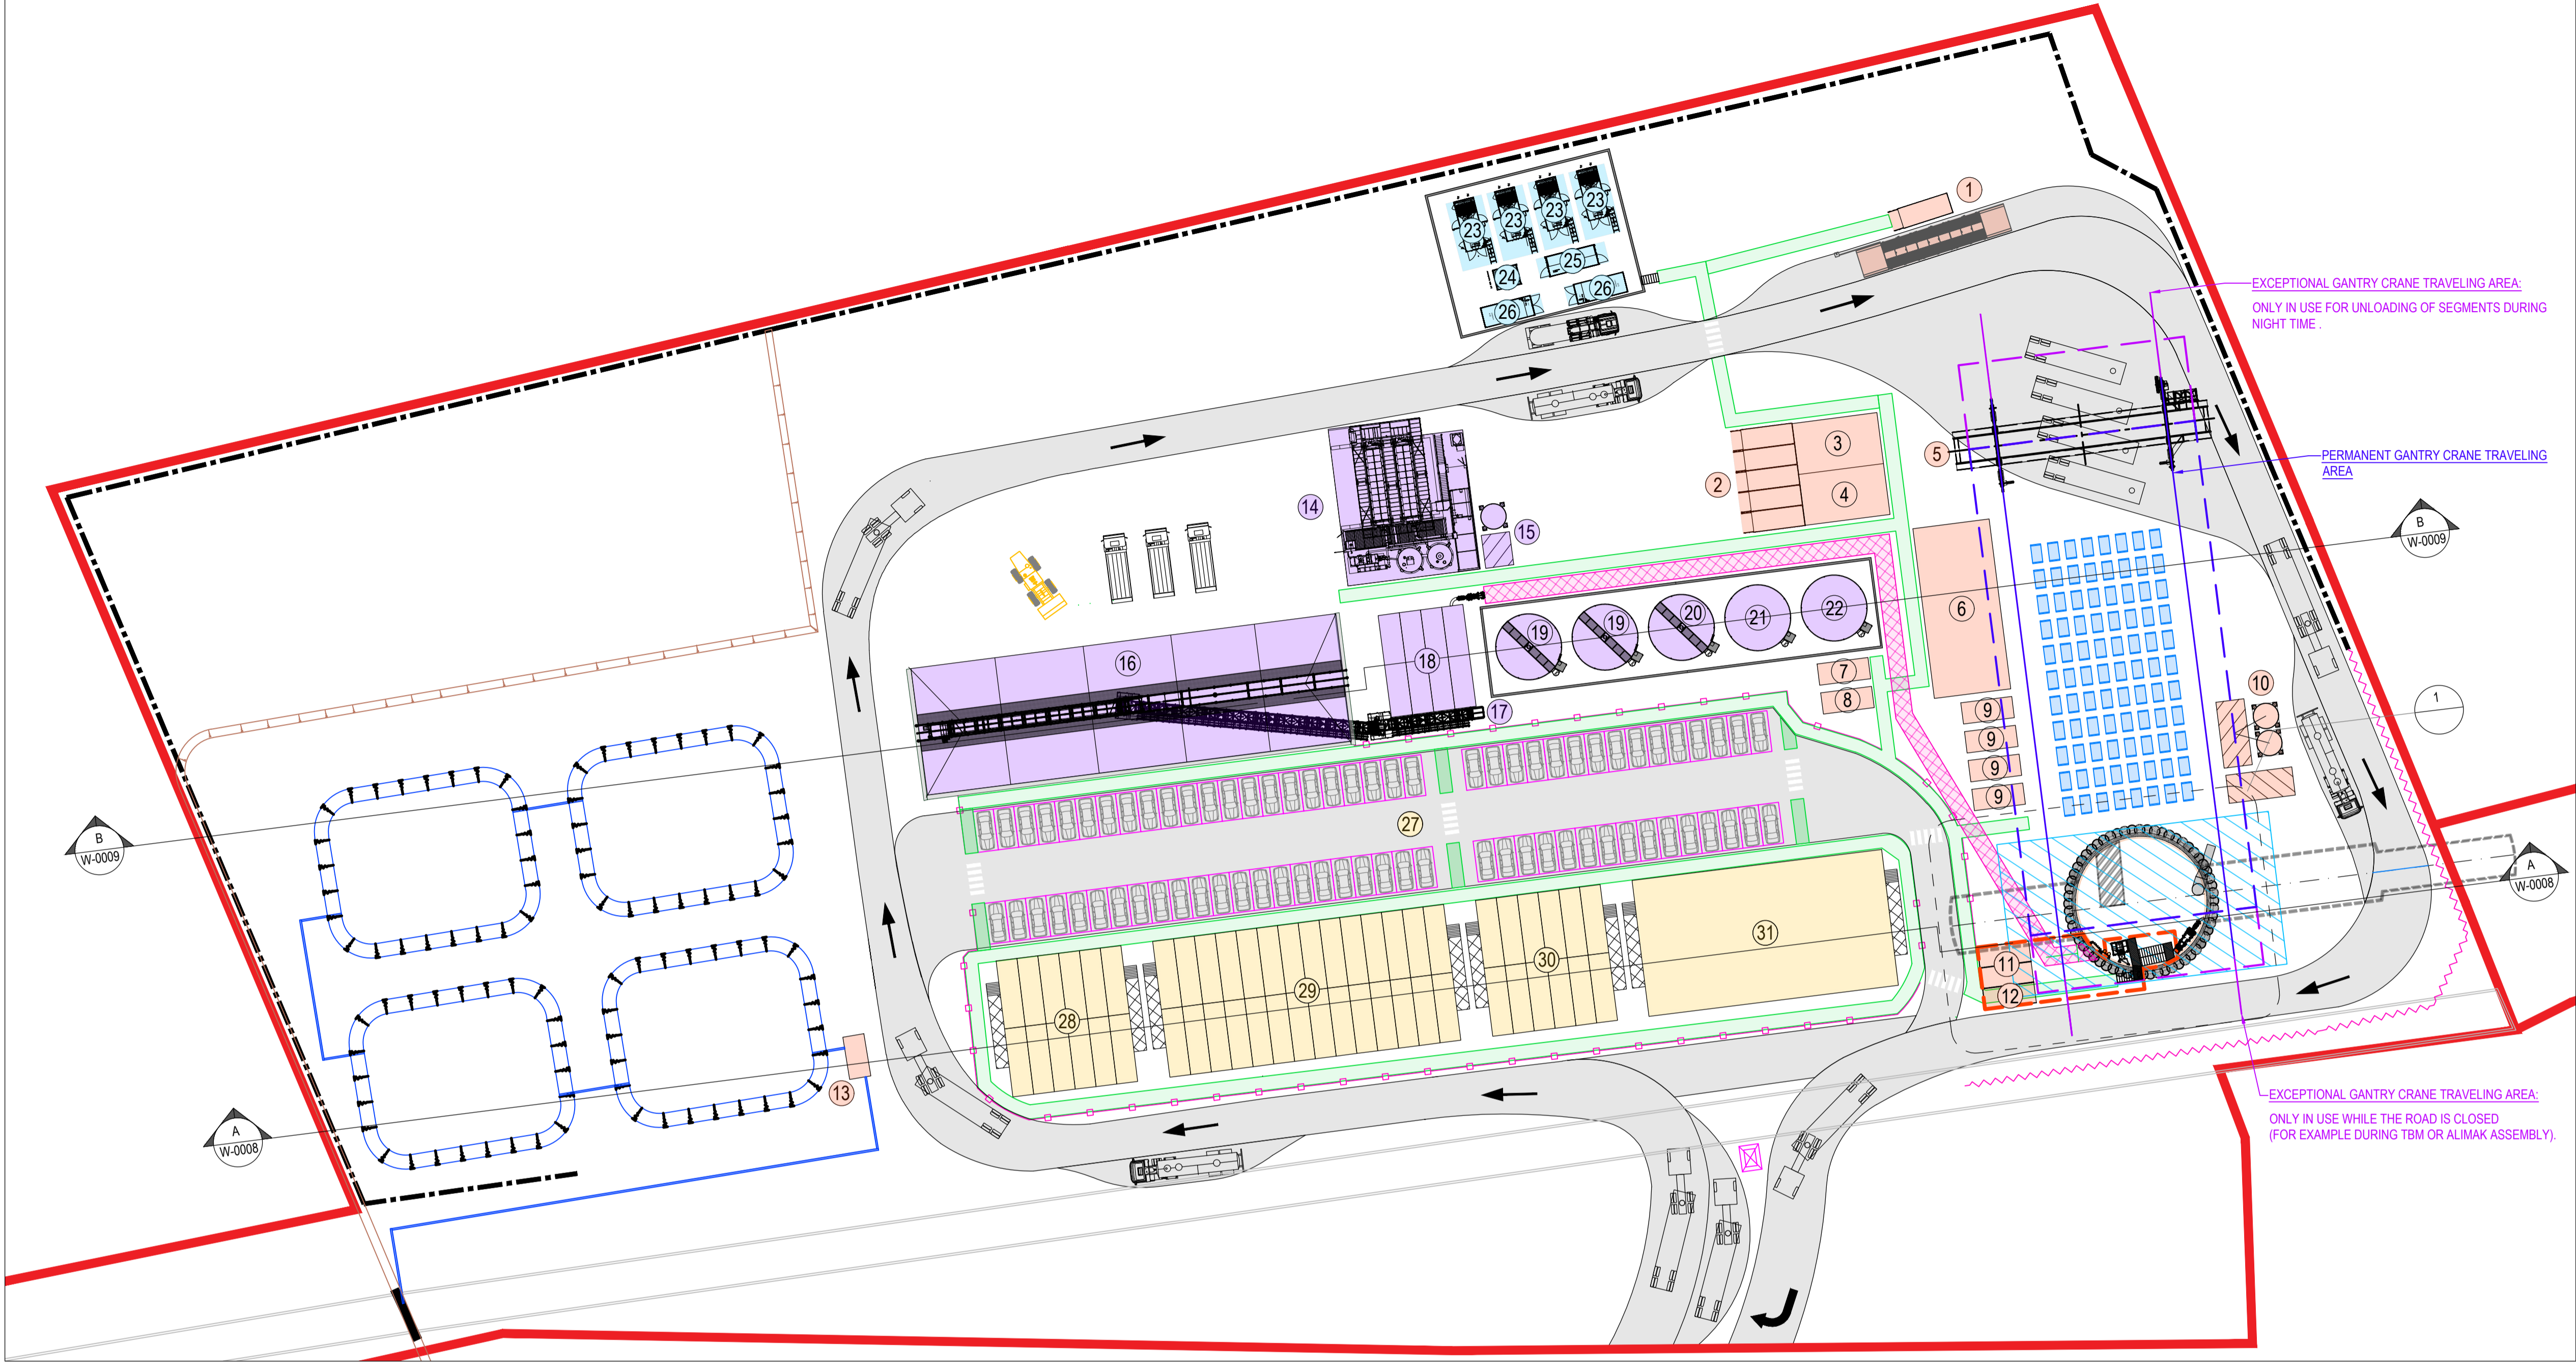 1
23
23
23
23
24
25
26
26
EXCEPTIONAL GANTRY CRANE TRAVELING AREA:
ONLY IN USE FOR UNLOADING OF SEGMENTS DURING
NIGHT TIME .
PERMANENT GANTRY CRANE TRAVELING
AREA
2
3
4
5
14
15
B
W-0009
6
16
17
18
19
19
20
21
22
7
8
9
9
9
9
10
1
B
W-0009
27
A
W-0008
28
29
30
31
11
12
13
A
W-0008
EXCEPTIONAL GANTRY CRANE TRAVELING AREA:
ONLY IN USE WHILE THE ROAD IS CLOSED
(FOR EXAMPLE DURING TBM OR ALIMAK ASSEMBLY).